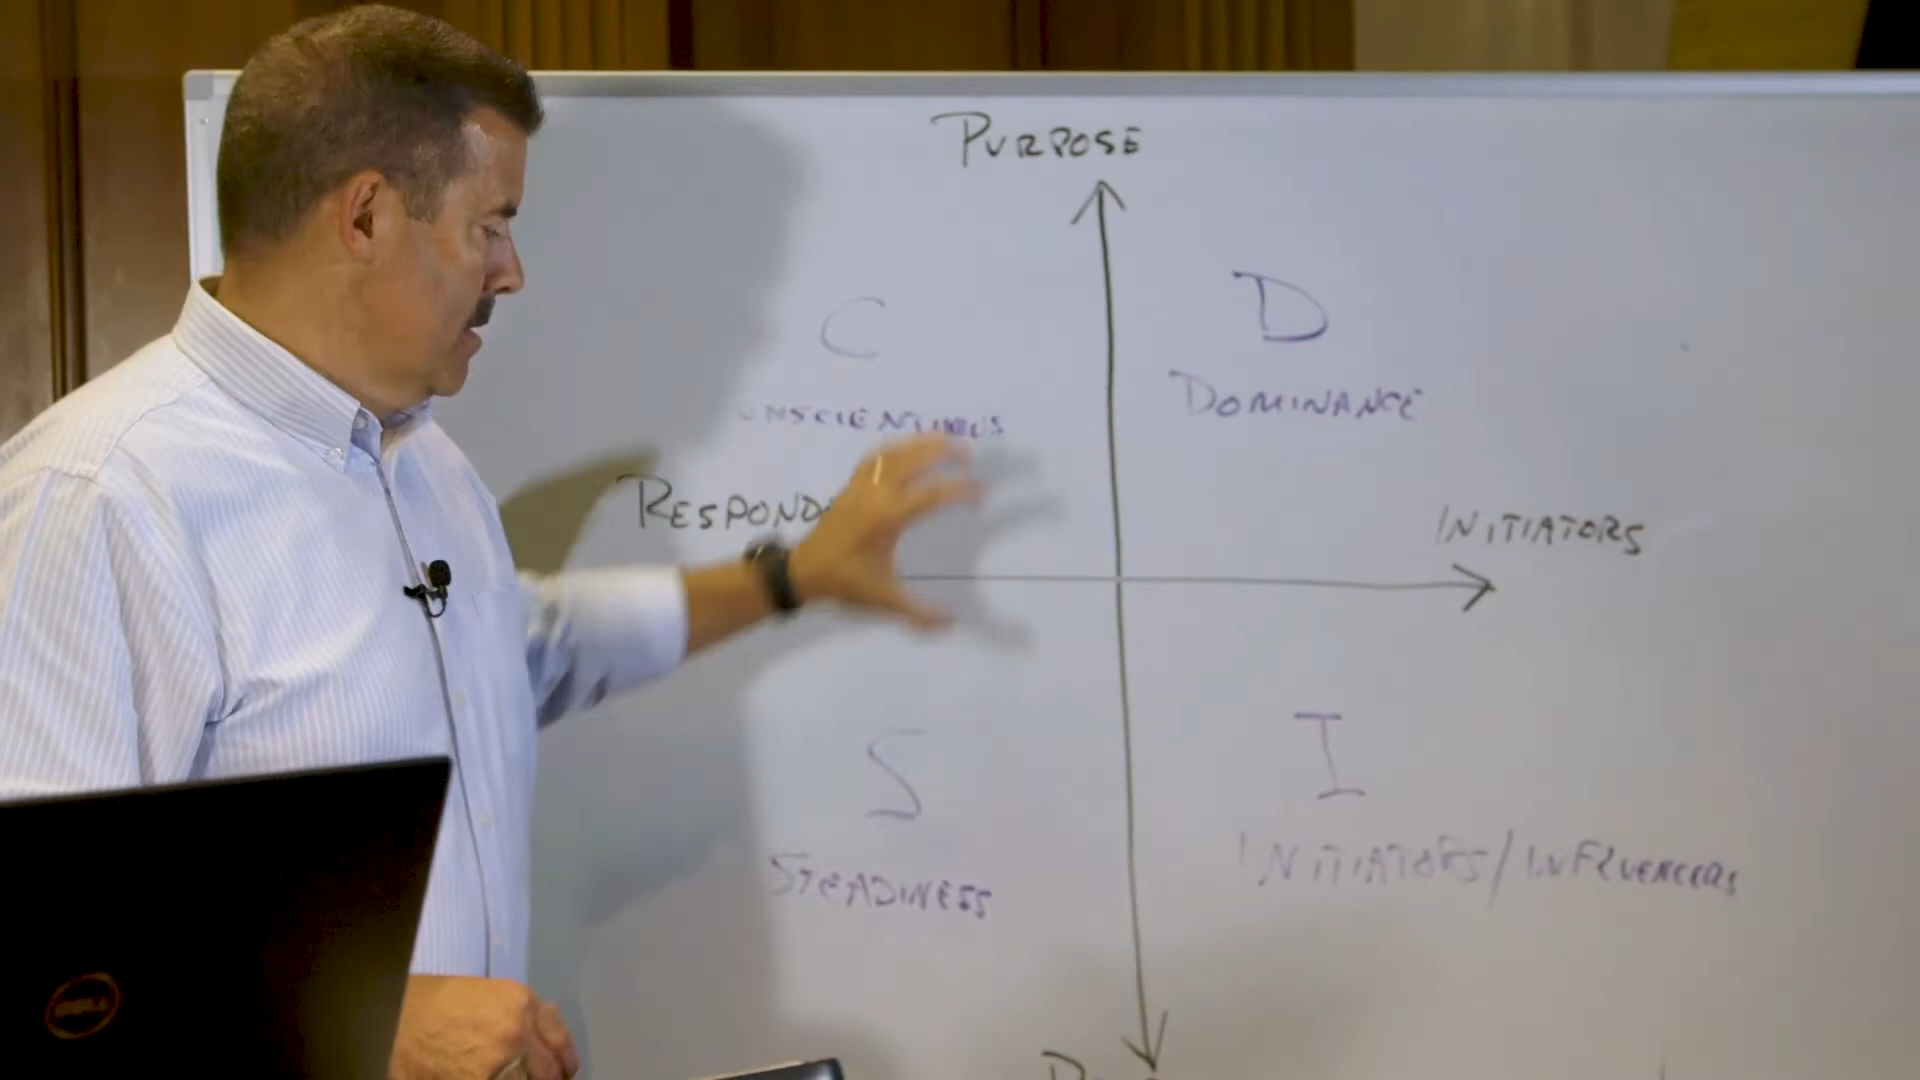 PURPOSE
C
D
DOMINANCE
RESPOND
INITIATORS
S
I
STEADINESS
INITIATORS/INFLUENCERS
DELL